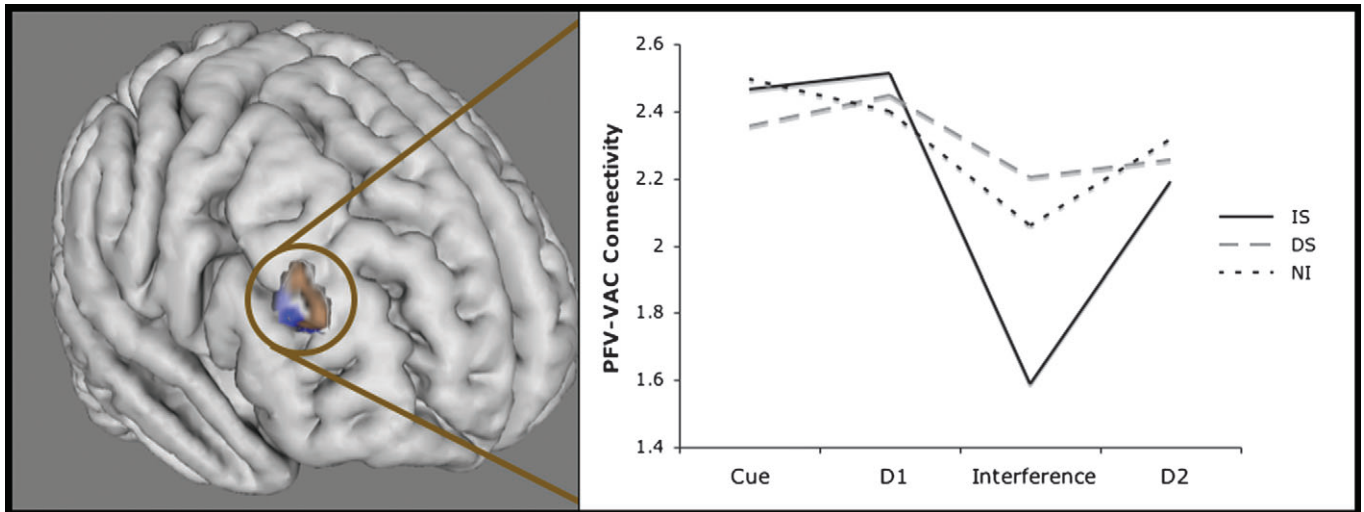 2.6
2.4
2.2
2
1.8
1.6
1.4
PFV-VAC Connectivity
Cue
D1
Interference
D2
IS
DS
NI